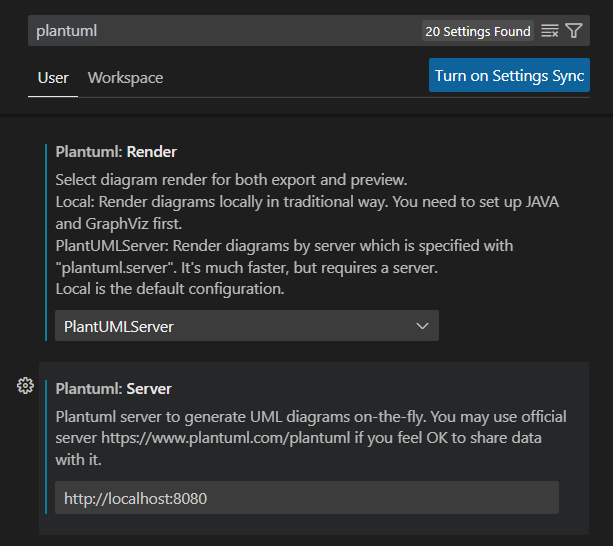 plantuml
20 Settings Found
User
Workspace
Turn on Settings Sync
Plantuml: Render
Select diagram render for both export and preview.
Local: Render diagrams locally in traditional way. You need to set up JAVA
and GraphViz first.
PlantUMLServer: Render diagrams by server which is specified with
"plantuml.server". It's much faster, but requires a server.
Local is the default configuration.
PlantUMLServer
Plantuml: Server
Plantuml server to generate UML diagrams on-the-fly. You may use official
server https://www.plantuml.com/plantuml if you feel OK to share data
with it.
http://localhost:8080